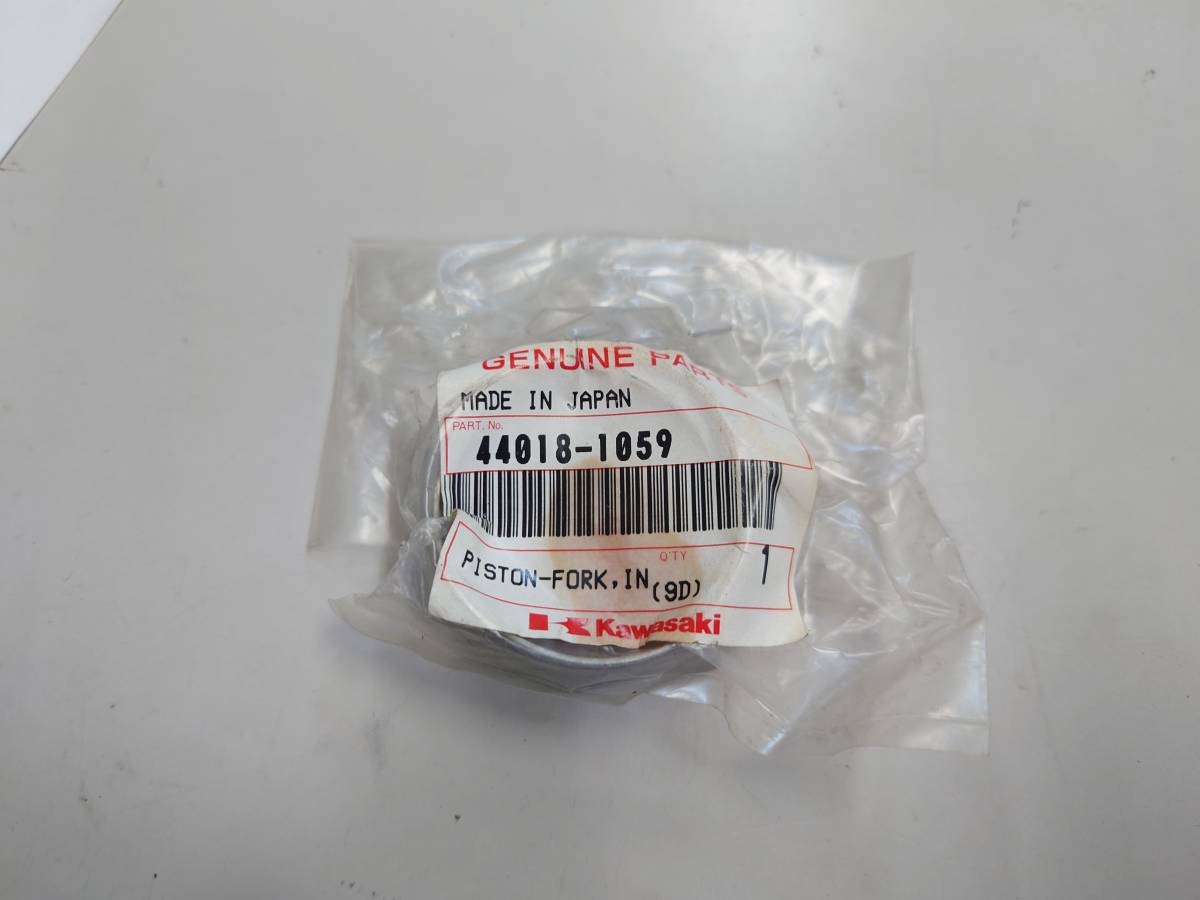 GENUINE PARTS
MADE IN JAPAN
PART. No.
44018-1059
Q'TY
PISTON-FORK,IN(9D) 1
Kawasaki